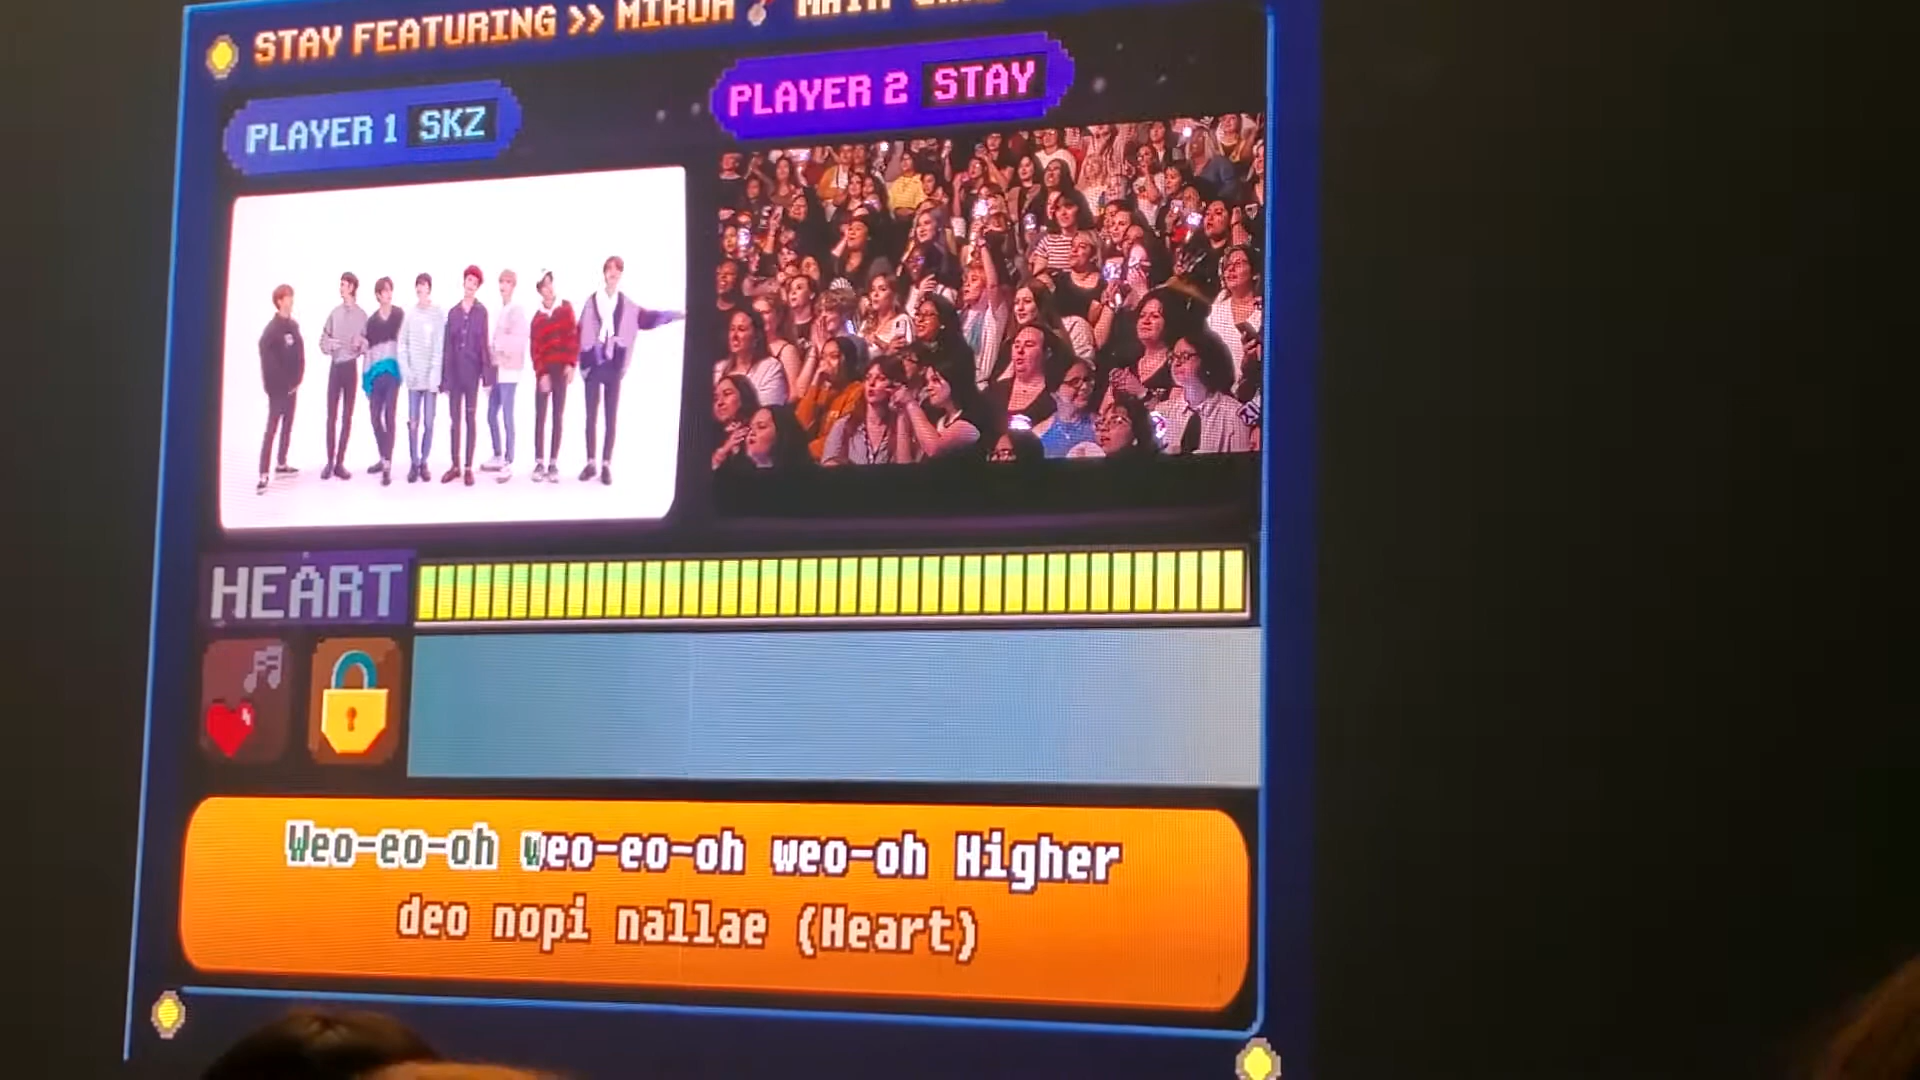 STAY FEATURING >> MIROH
PLAYER 1 SKZ
PLAYER 2 STAY
HEART
Weo-eo-oh weo-eo-oh weo-oh Higher
deo nopi nallae (Heart)